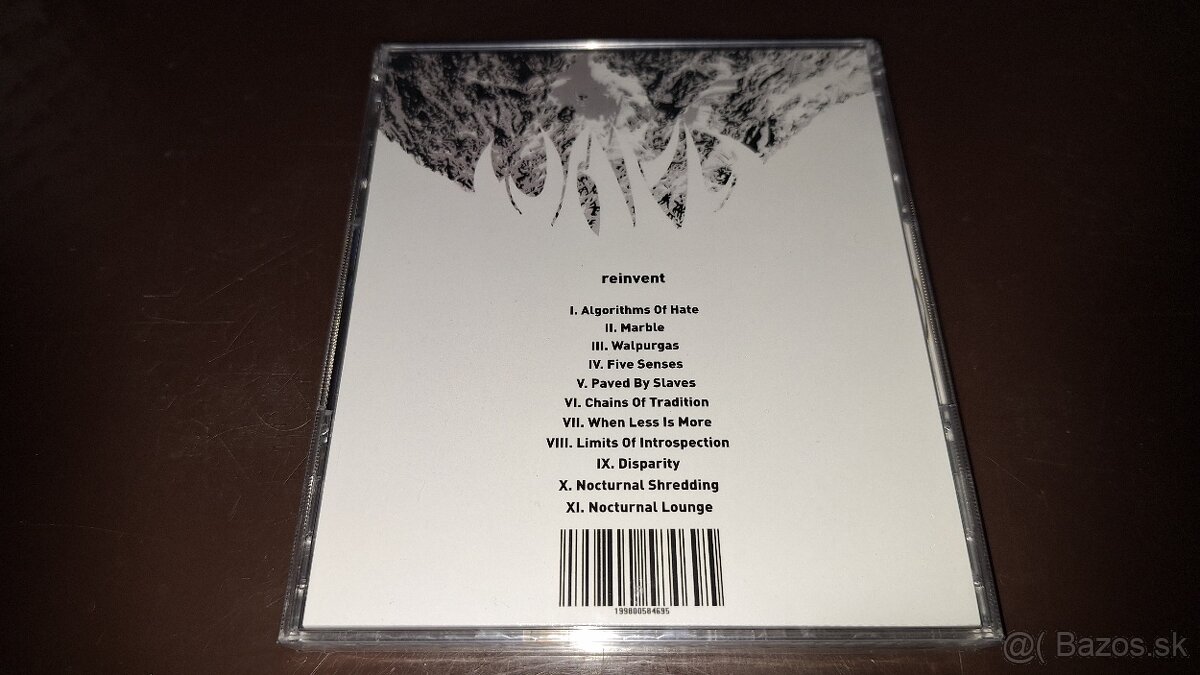 reinvent
I. Algorithms Of Hate
II. Marble
III. Walpurgas
IV. Five Senses
V. Paved By Slaves
VI. Chains Of Tradition
VII. When Less Is More
VIII. Limits Of Introspection
IX. Disparity
X. Nocturnal Shredding
XI. Nocturnal Lounge
199800584695
@( Bazos.sk